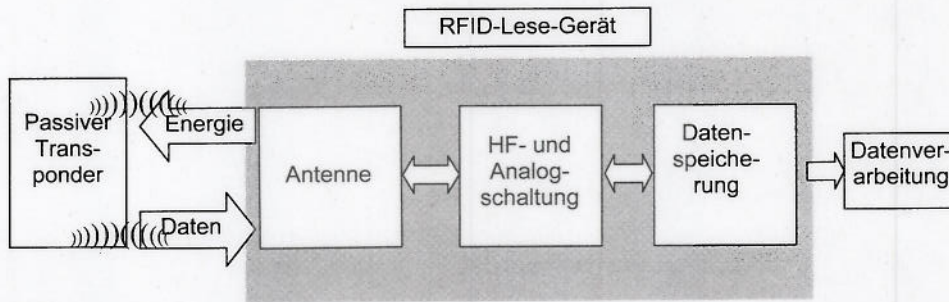 RFID-Lese-Gerät
Passiver
Trans-
ponder
Energie
Daten
Antenne
HF- und
Analog-
schaltung
Daten-
speiche-
rung
Datenver-
arbeitung